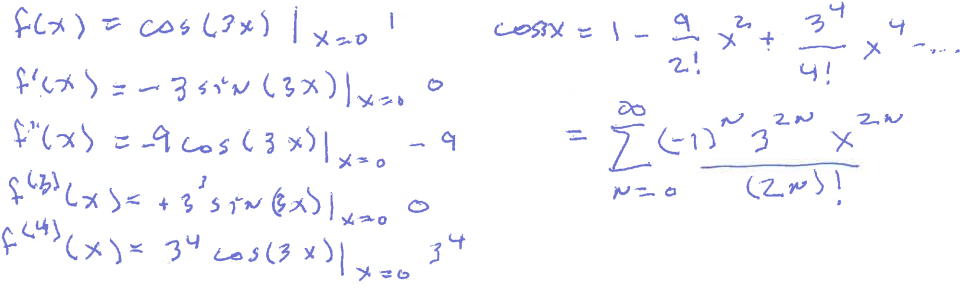 f(x) = cos(3x) |ₓ₌₀ 1
f'(x) = -3 sin(3x)|ₓ₌₀ 0
f''(x) = -9 cos(3x)|ₓ₌₀ -9
f⁽³⁾(x) = +3³ sin(3x)|ₓ₌₀ 0
f⁽⁴⁾(x) = 3⁴ cos(3x)|ₓ₌₀ 3⁴
cos3x = 1 - 9/2! x² + 3⁴/4! x⁴ - ...
= ∑_{n=0}^{∞} (-1)ⁿ 3²ⁿ x²ⁿ / (2n)!